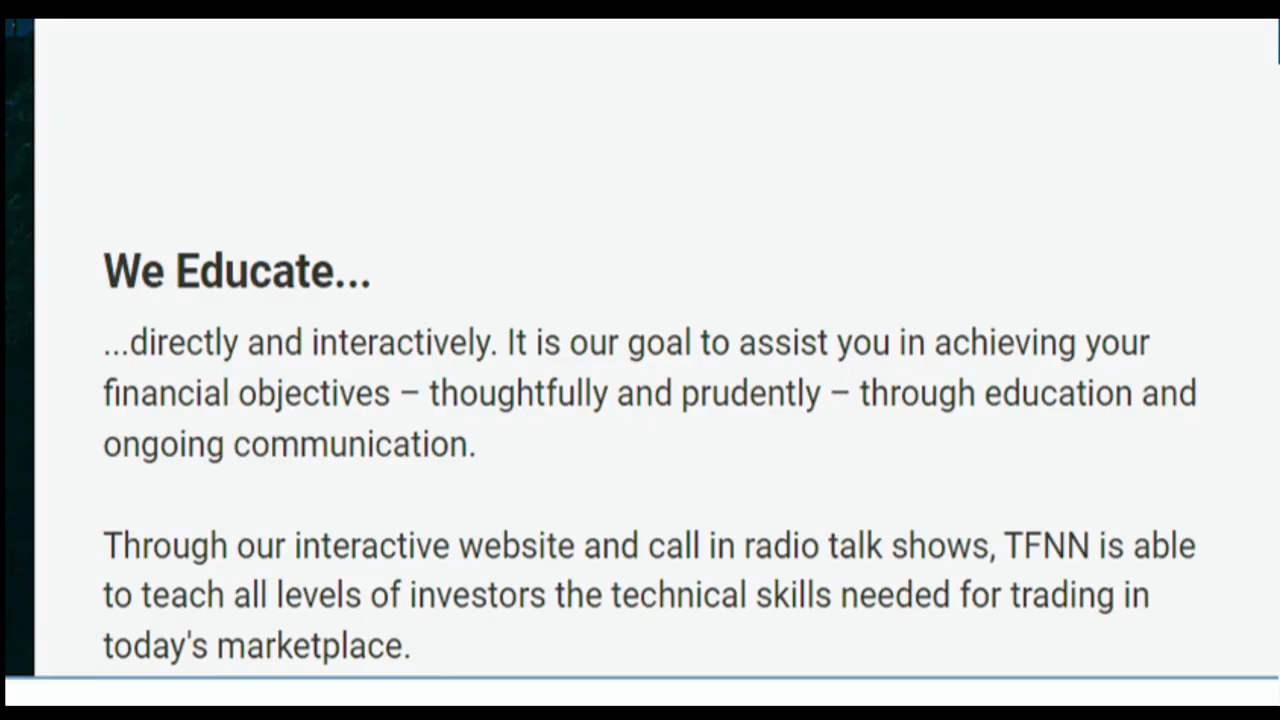 We Educate...
...directly and interactively. It is our goal to assist you in achieving your
financial objectives – thoughtfully and prudently – through education and
ongoing communication.
Through our interactive website and call in radio talk shows, TFNN is able
to teach all levels of investors the technical skills needed for trading in
today's marketplace.